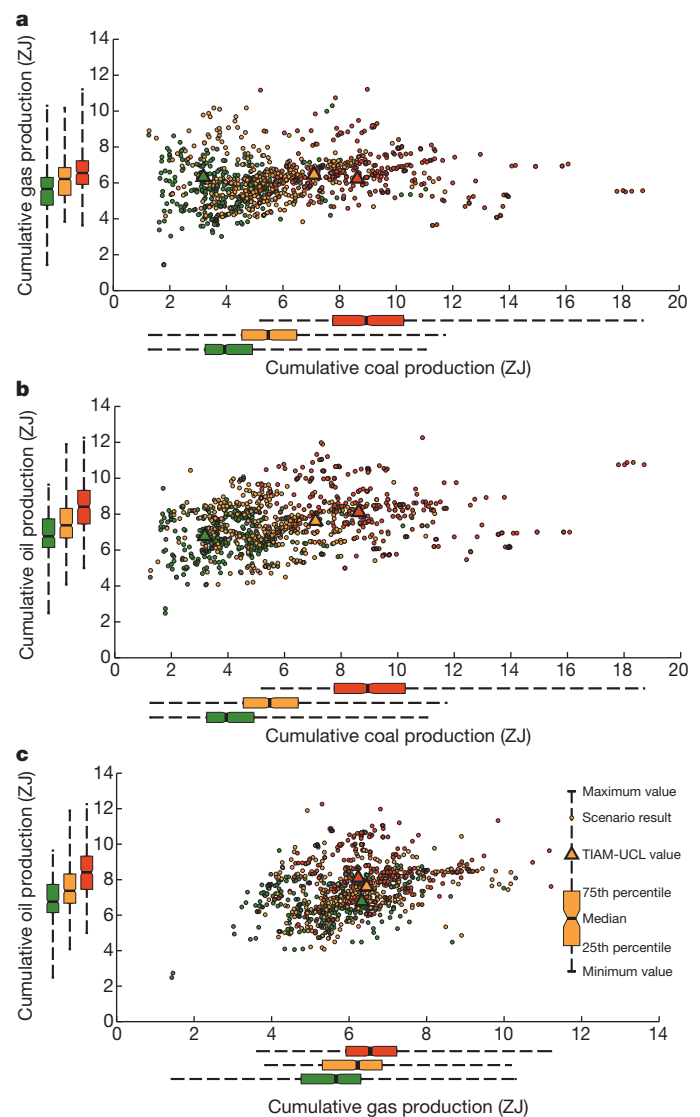 a
Cumulative gas production (ZJ)
14
12
10
8
6
4
2
0
0 2 4 6 8 10 12 14 16 18 20
Cumulative coal production (ZJ)
b
Cumulative oil production (ZJ)
14
12
10
8
6
4
2
0
0 2 4 6 8 10 12 14 16 18 20
Cumulative coal production (ZJ)
c
Cumulative oil production (ZJ)
14
12
10
8
6
4
2
0
0 2 4 6 8 10 12 14
Cumulative gas production (ZJ)
Maximum value
Scenario result
TIAM-UCL value
75th percentile
Median
25th percentile
Minimum value